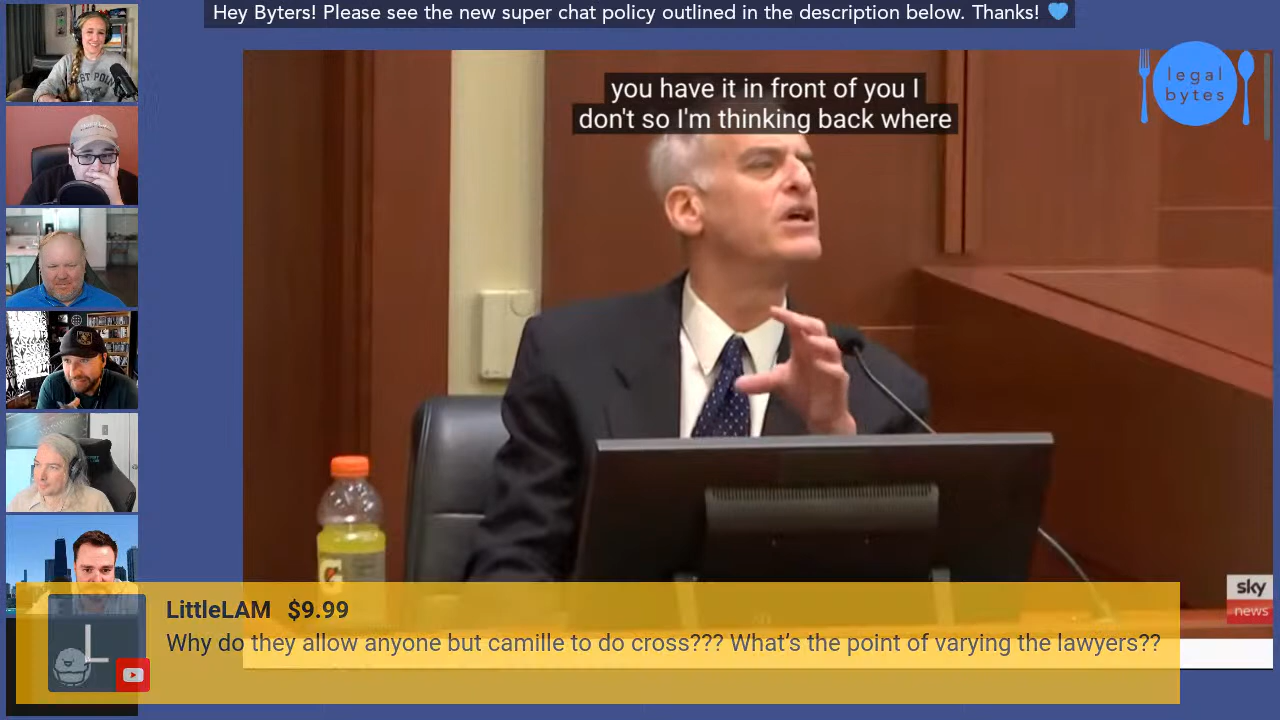 Hey Byters! Please see the new super chat policy outlined in the description below. Thanks! 💙
legal
bytes
you have it in front of you I
don't so I'm thinking back where
sky
news
LittleLAM $9.99
Why do they allow anyone but camille to do cross??? What's the point of varying the lawyers??
L